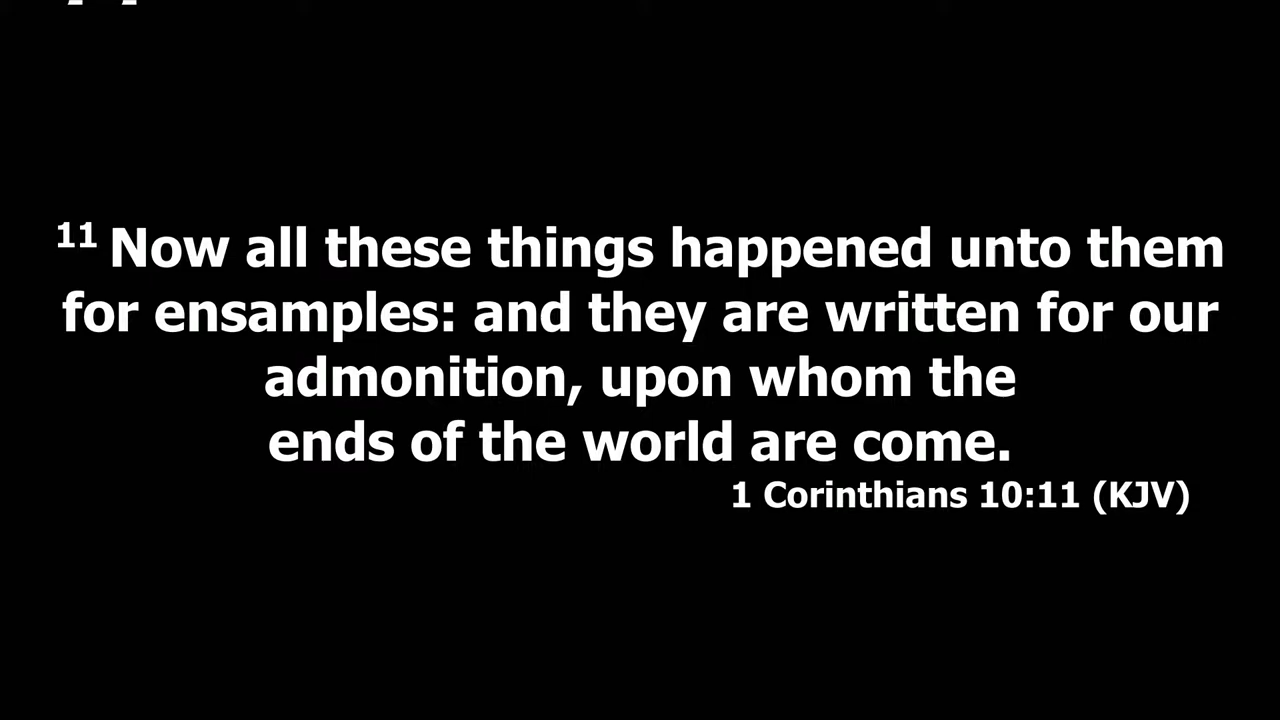 11 Now all these things happened unto them
for ensamples: and they are written for our
admonition, upon whom the
ends of the world are come.
1 Corinthians 10:11 (KJV)